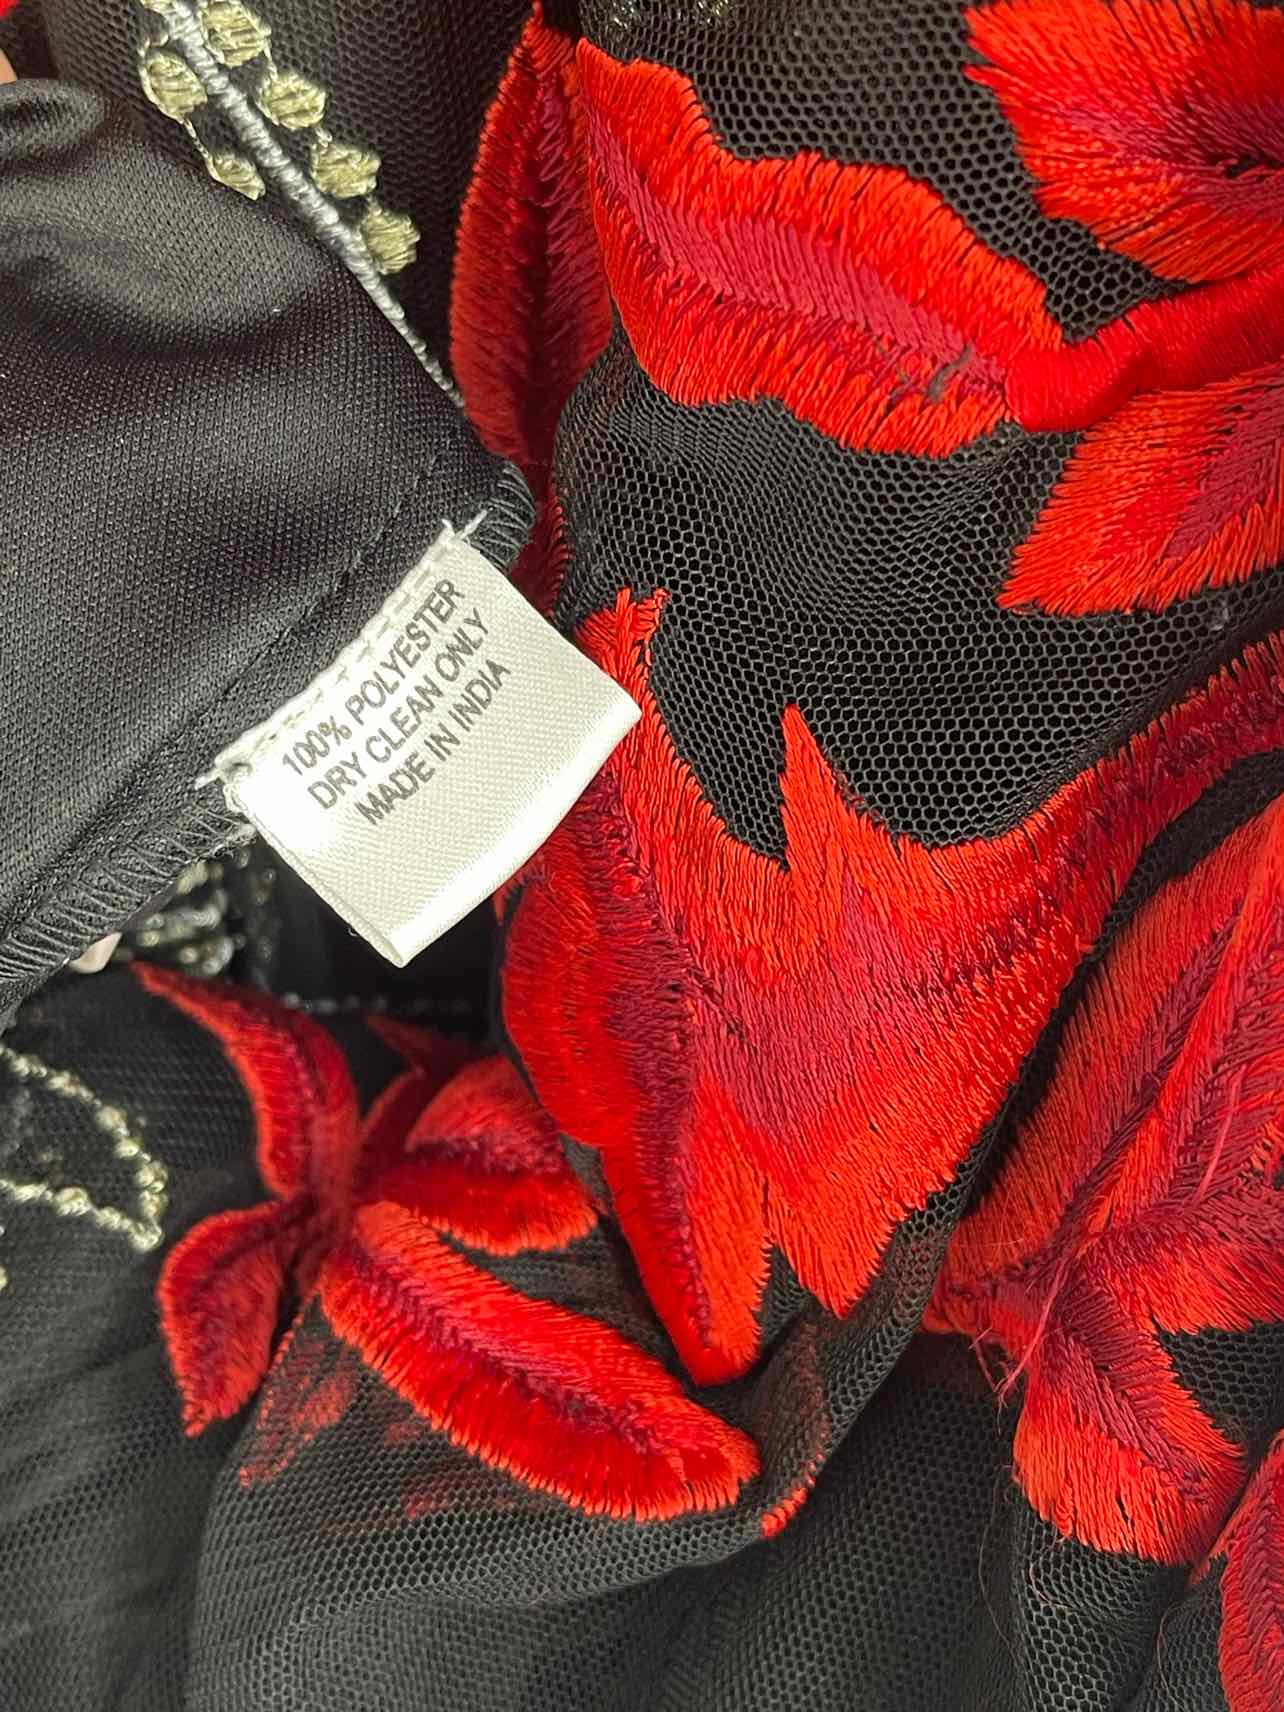 100% POLYESTER
DRY CLEAN ONLY
MADE IN INDIA